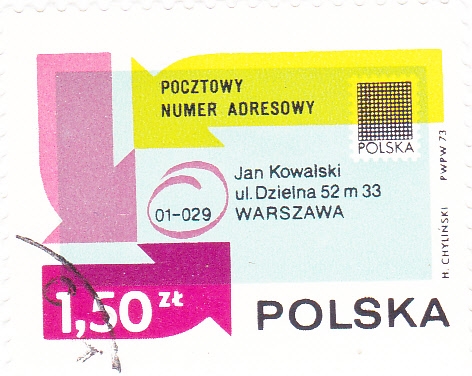 POCZTOWY
NUMER ADRESOWY
POLSKA
Jan Kowalski
ul. Dzielna 52 m 33
01-029 WARSZAWA
1,50 zł
POLSKA
H. CHYLIŃSKI PWPW 73